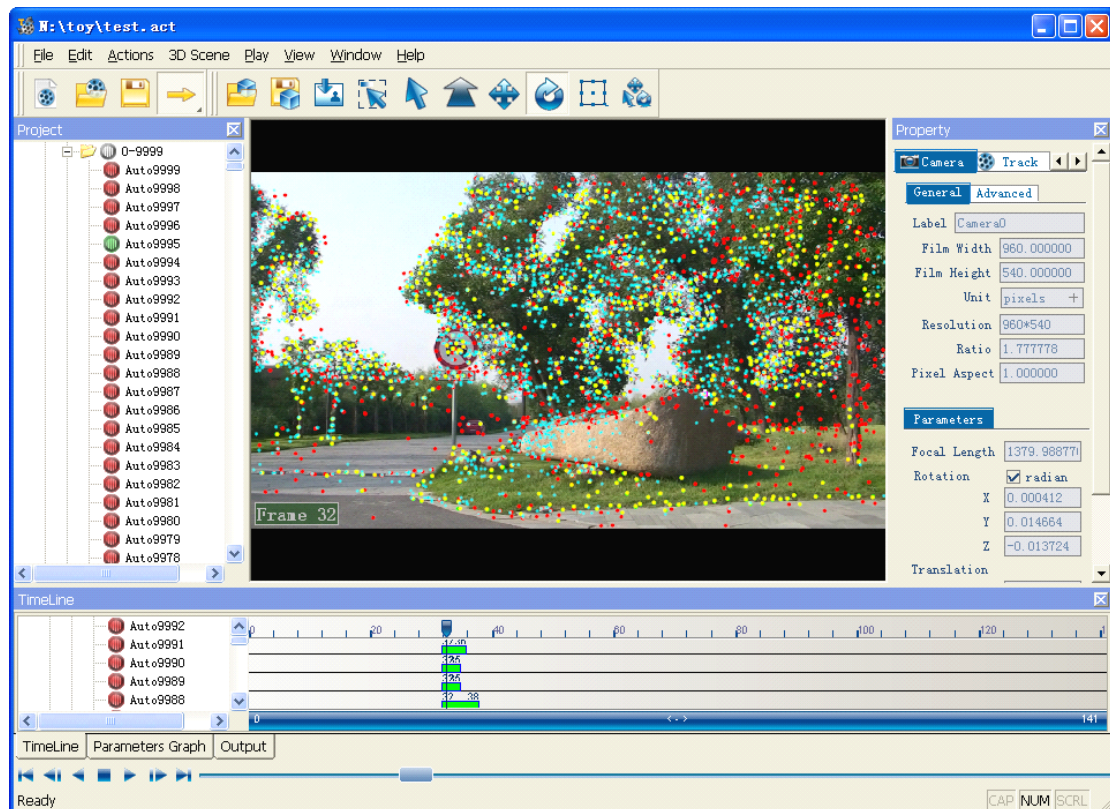 N:\toy\test.act
File Edit Actions 3D Scene Play View Window Help
Project
0-9999
Auto9999
Auto9998
Auto9997
Auto9996
Auto9995
Auto9994
Auto9993
Auto9992
Auto9991
Auto9990
Auto9989
Auto9988
Auto9987
Auto9986
Auto9985
Auto9984
Auto9983
Auto9982
Auto9981
Auto9980
Auto9979
Auto9978
Frame 32
Property
Camera Track
General Advanced
Label Camera0
Film Width 960.000000
Film Height 540.000000
Unit pixels
Resolution 960*540
Ratio 1.777778
Pixel Aspect 1.000000
Parameters
Focal Length 1379.98877
Rotation radian
X 0.000412
Y 0.014664
Z -0.013724
Translation
TimeLine
Auto9992
Auto9991
Auto9990
Auto9989
Auto9988
0 20 40 60 80 100 120
32 38
0 <-> 141
TimeLine Parameters Graph Output
Ready
CAP NUM SCRL